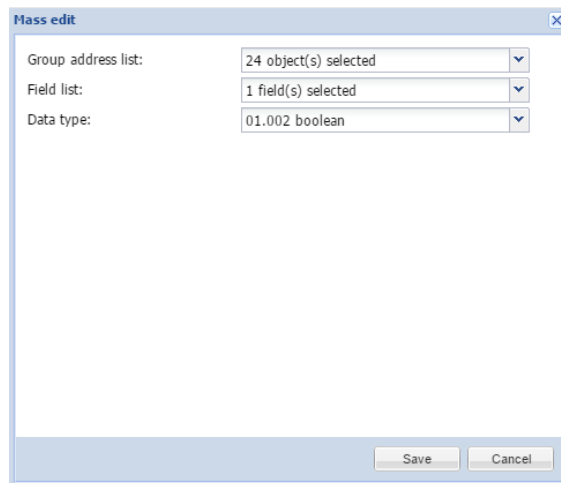 Mass edit
Group address list: 24 object(s) selected
Field list: 1 field(s) selected
Data type: 01.002 boolean
Save Cancel